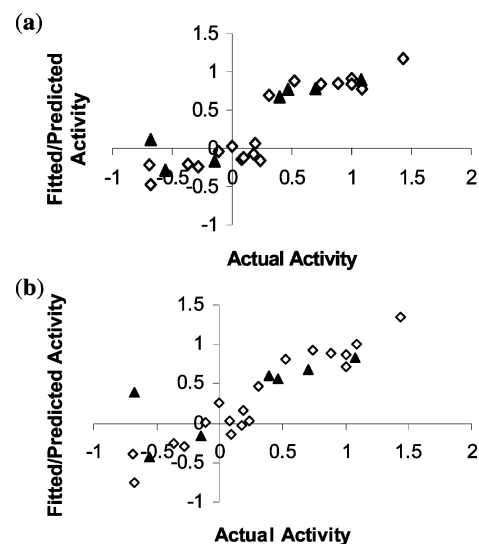 (a)
Fitted/Predicted
Activity
1.5
1
0.5
0
-0.5
-1
-1 -0.5 0 0.5 1 1.5 2
Actual Activity
(b)
Fitted/Predicted Activity
1.5
1
0.5
0
-0.5
-1
-1 -0.5 0 0.5 1 1.5 2
Actual Activity